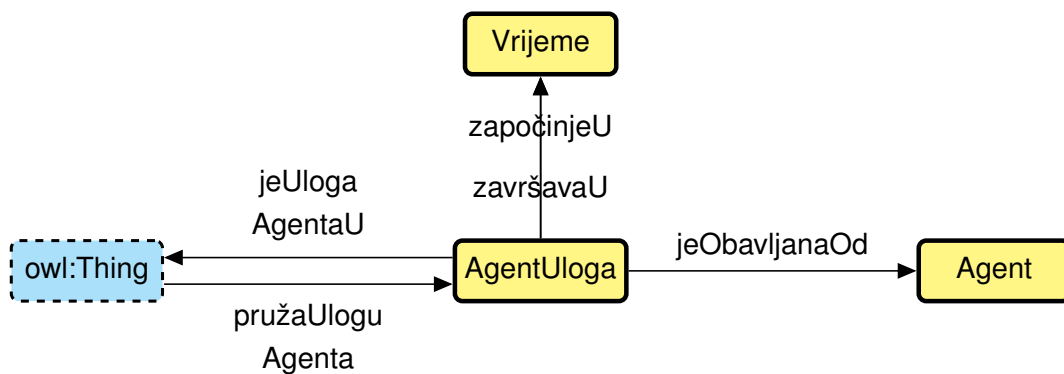 Vrijeme
započinjeU
završavaU
jeUloga
AgentaU
jeObavljanaOd
owl:Thing
AgentUloga
Agent
pružaUlogu
Agenta